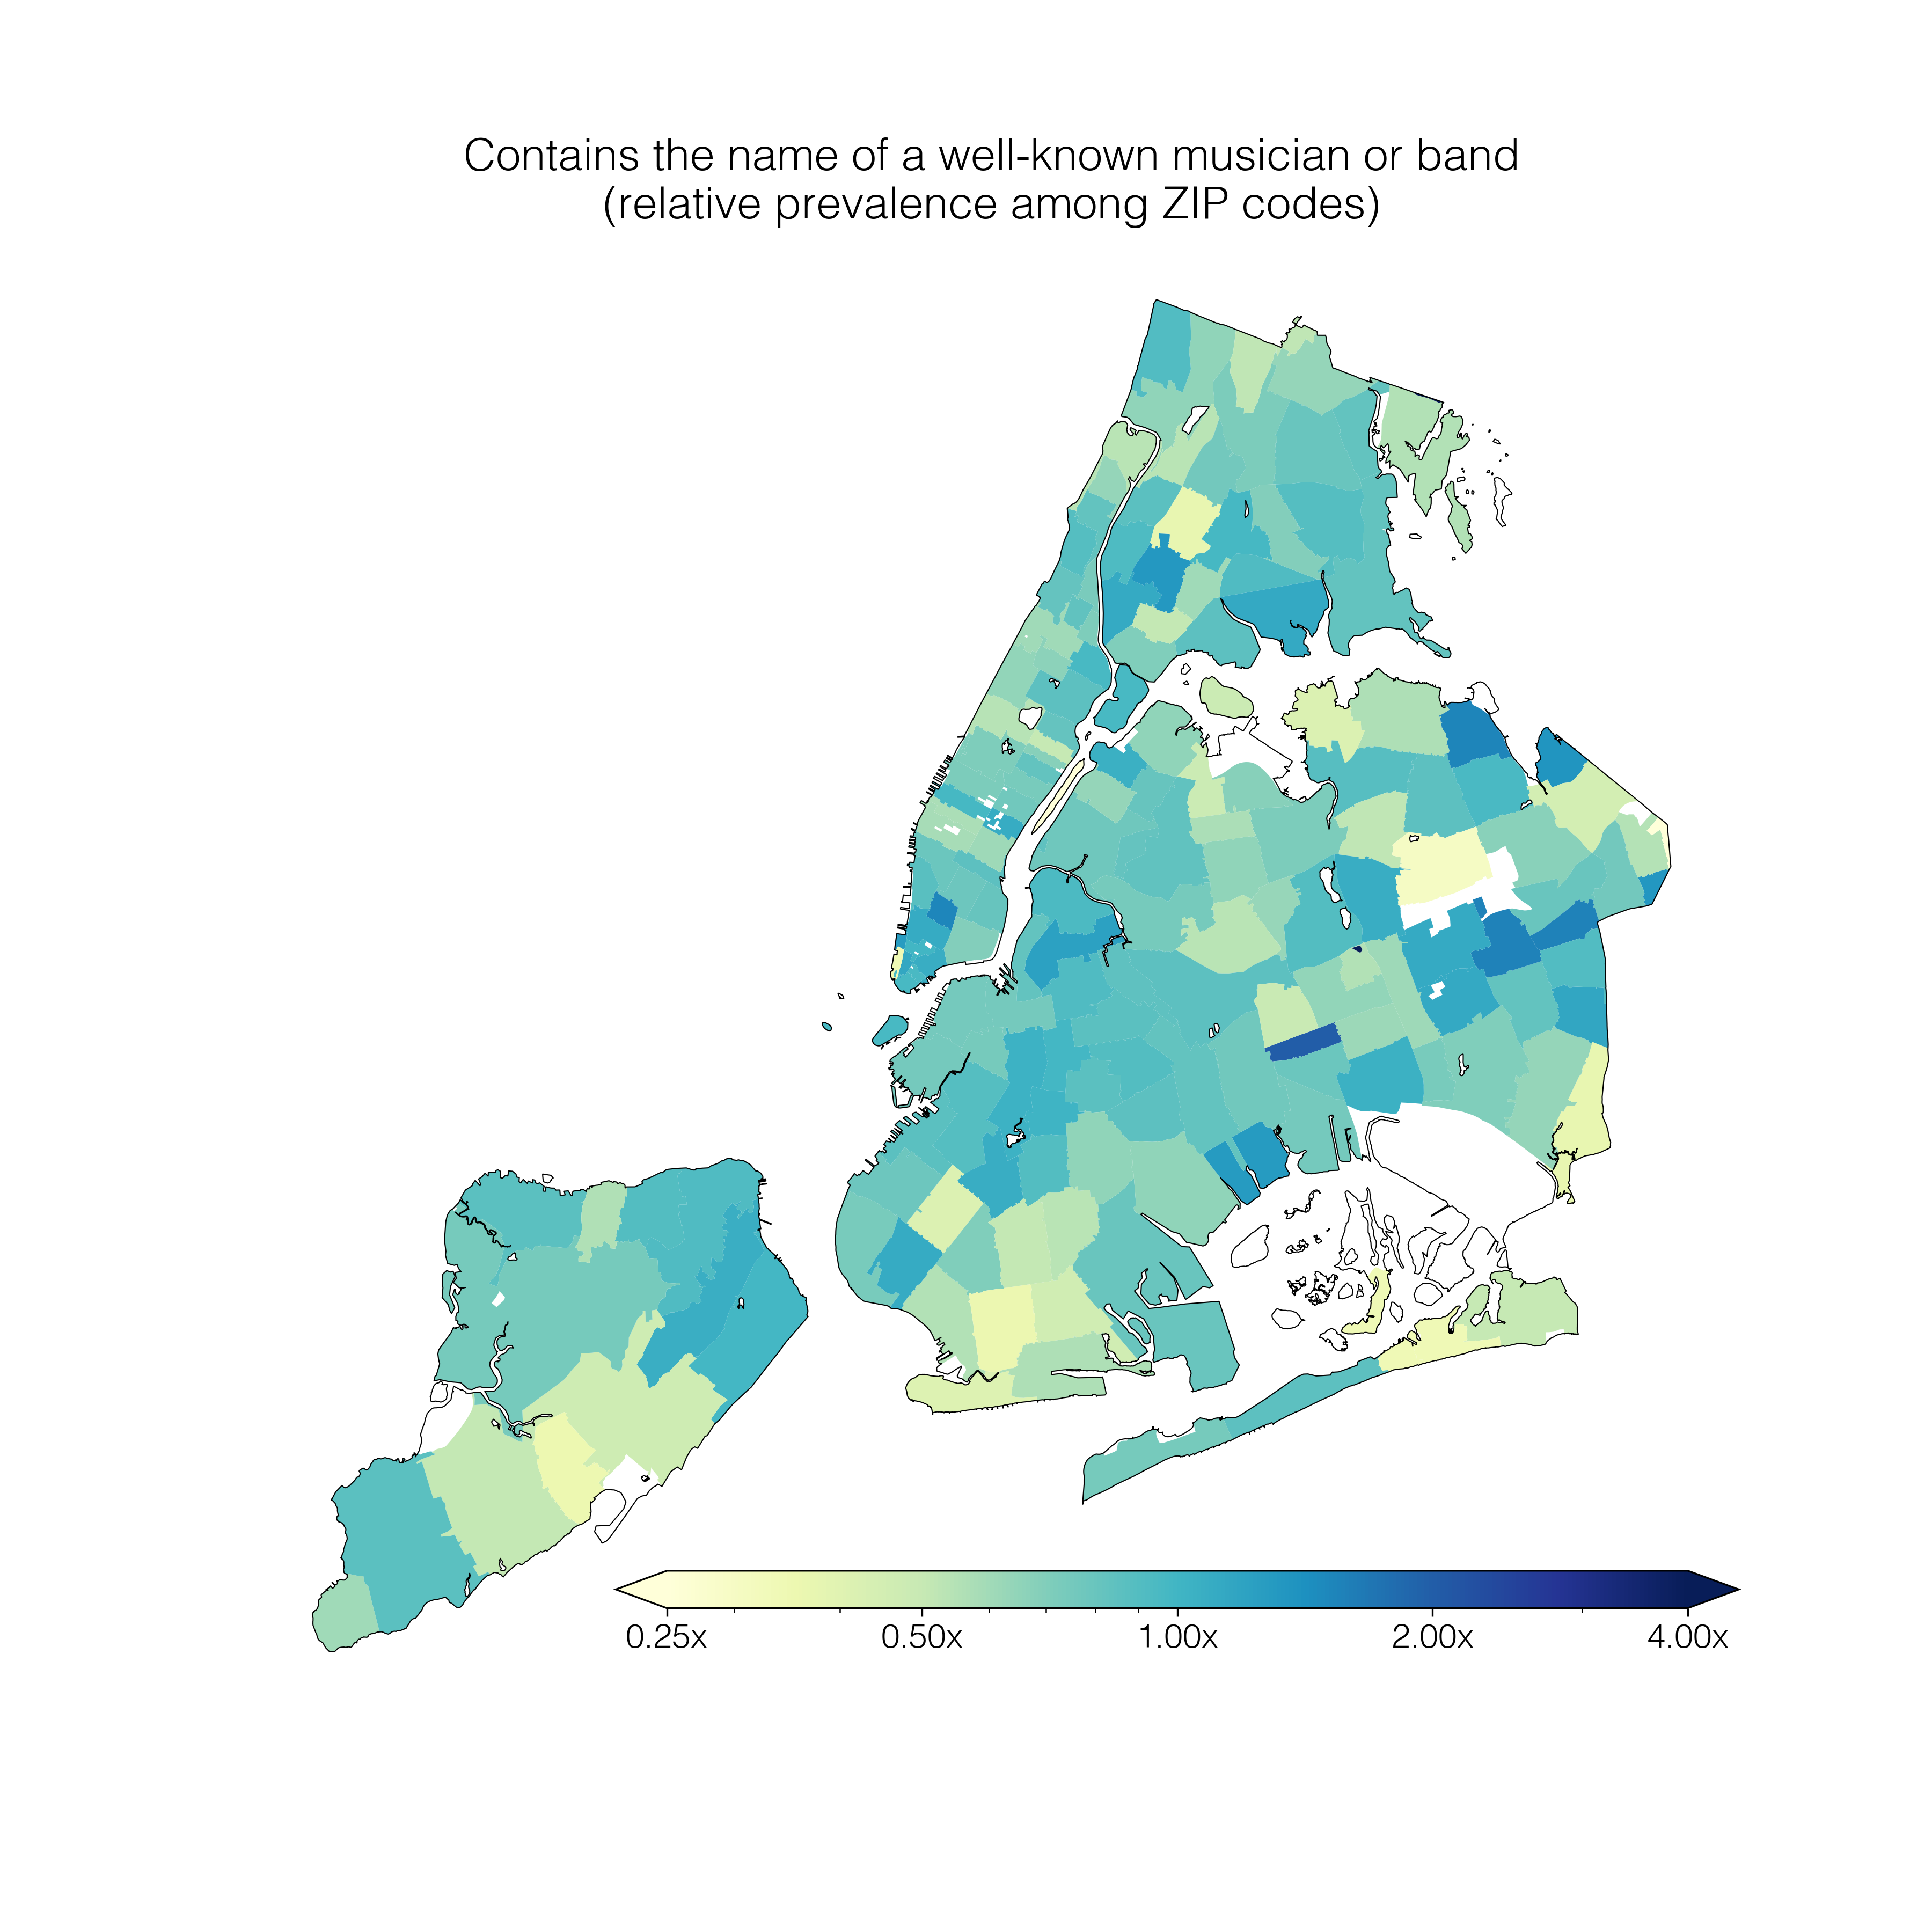 Contains the name of a well-known musician or band
(relative prevalence among ZIP codes)
0.25x 0.50x 1.00x 2.00x 4.00x